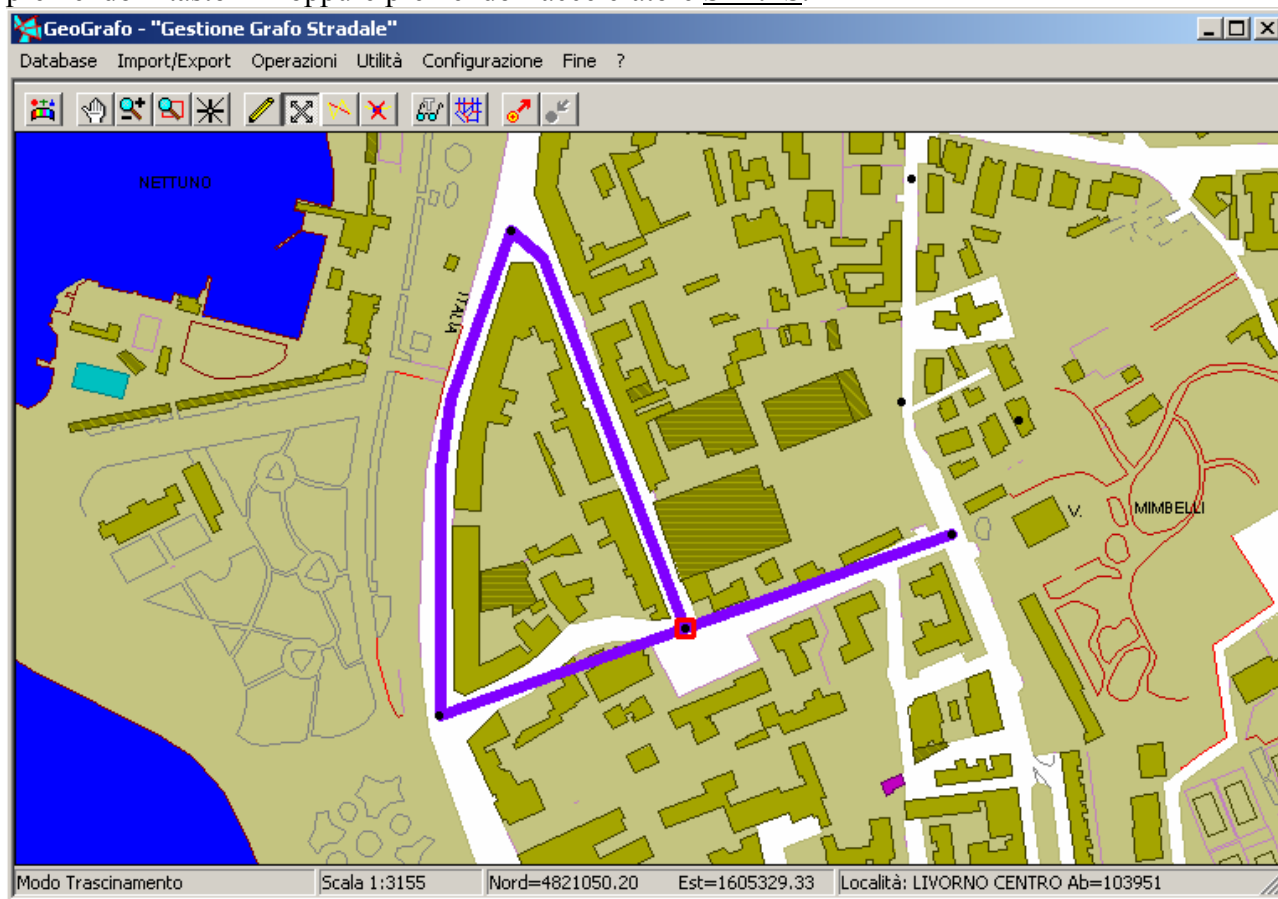 GeoGrafo - "Gestione Grafo Stradale"
Database Import/Export Operazioni Utilità Configurazione Fine ?
NETTUNO
ITALIA
V. MIMBELLI
Modo Trascinamento Scala 1:3155 Nord=4821050.20 Est=1605329.33 Località: LIVORNO CENTRO Ab=103951